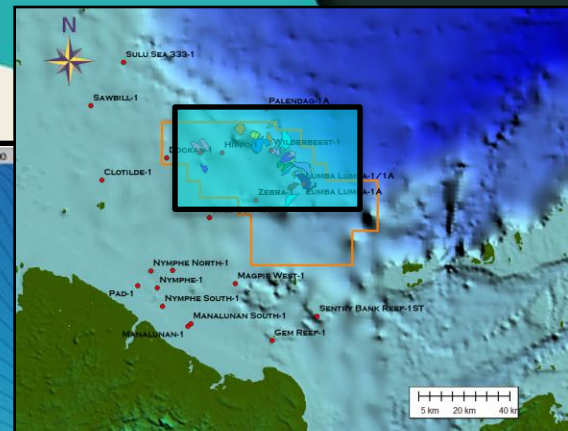 N
Sulu Sea 333-1
Sawbill-1
Palendag-1A
Dockan-1
Hippo-1
Wilderbeest-1
Clotilde-1
Lumba Lumba-1/1A
Zebra-1
Lumba Lumba-1A
Nymphe North-1
Pad-1
Nymphe-1
Magpie West-1
Nymphe South-1
Manalunan South-1
Sentry Bank Reef-1ST
Manalunan-1
Gem Reef-1
5 km 20 km 40 km